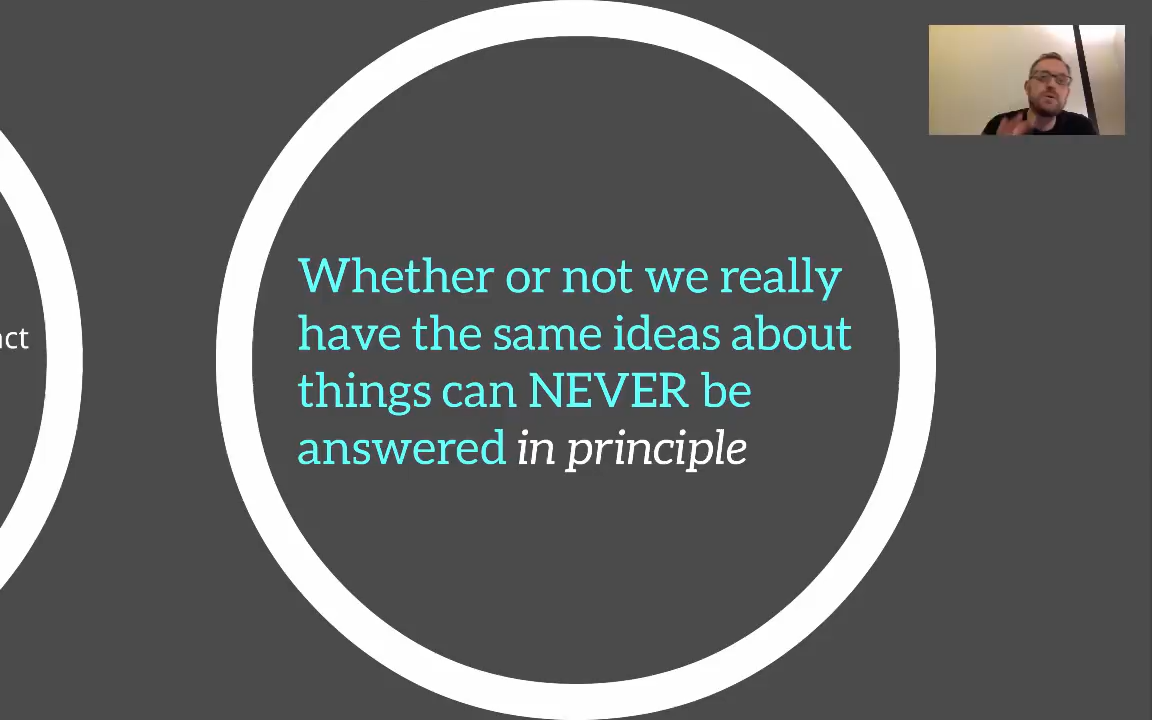 Whether or not we really
have the same ideas about
things can NEVER be
answered in principle